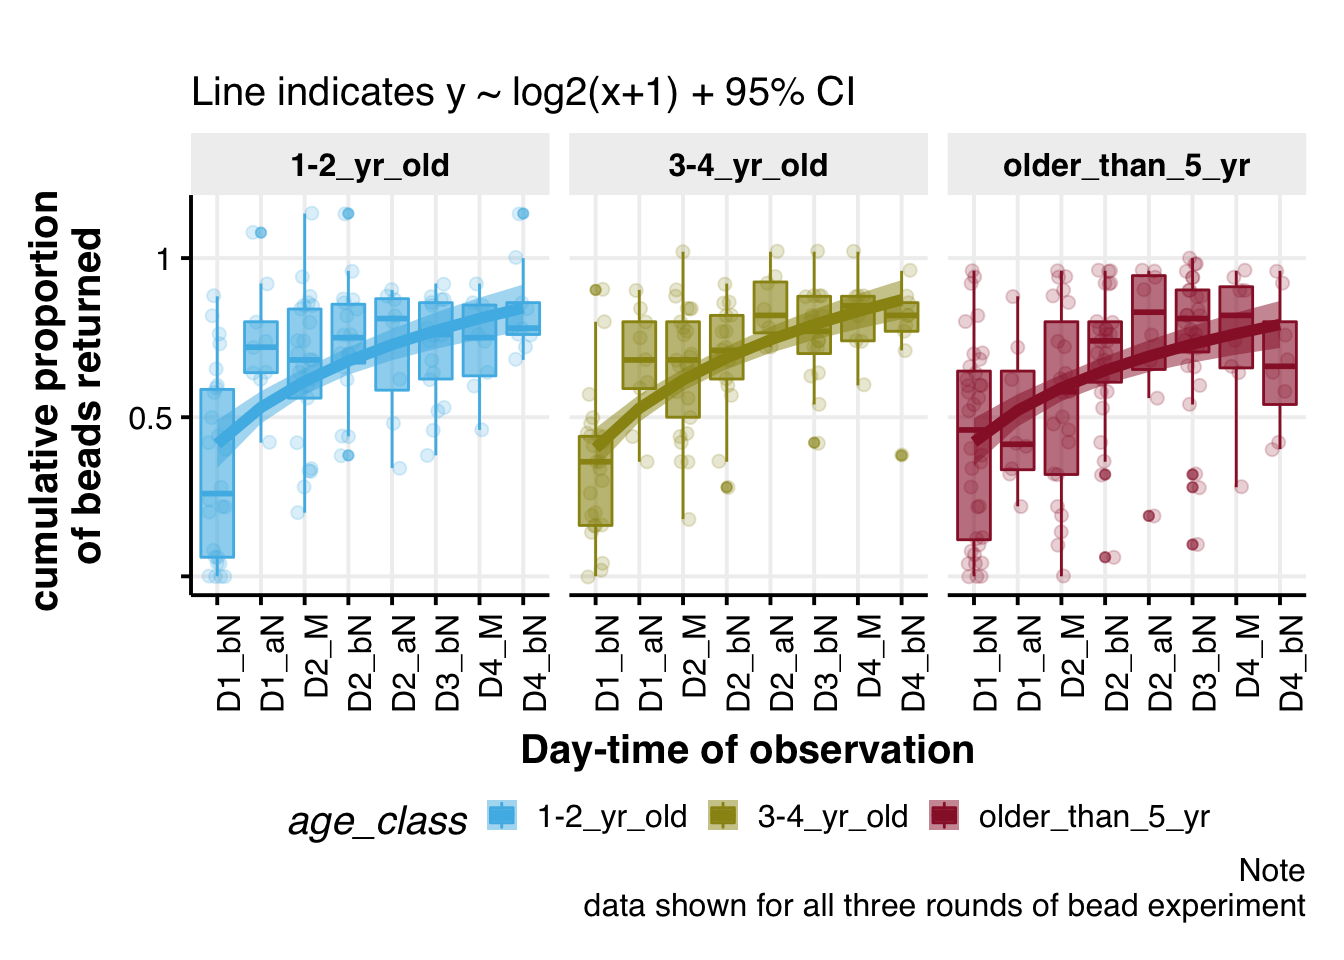 Line indicates y ~ log2(x+1) + 95% CI
1-2_yr_old
3-4_yr_old
older_than_5_yr
cumulative proportion
of beads returned
1
0.5
D1_bN
D1_aN
D2_M
D2_bN
D2_aN
D3_bN
D4_M
D4_bN
D1_bN
D1_aN
D2_M
D2_bN
D2_aN
D3_bN
D4_M
D4_bN
D1_bN
D1_aN
D2_M
D2_bN
D2_aN
D3_bN
D4_M
D4_bN
Day-time of observation
age_class 1-2_yr_old 3-4_yr_old older_than_5_yr
Note
data shown for all three rounds of bead experiment